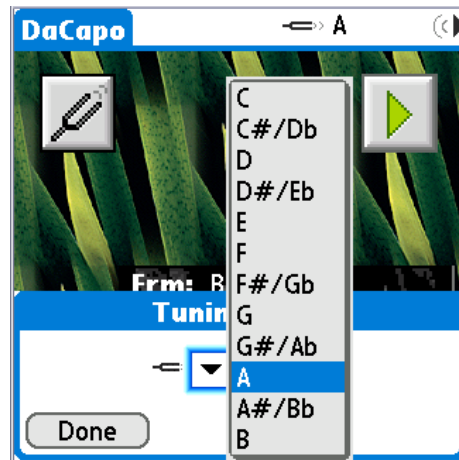 DaCapo A
C
C#/Db
D
D#/Eb
E
F
Frm: B
F#/Gb
Tunin
G
G#/Ab
A
A#/Bb
Done
B